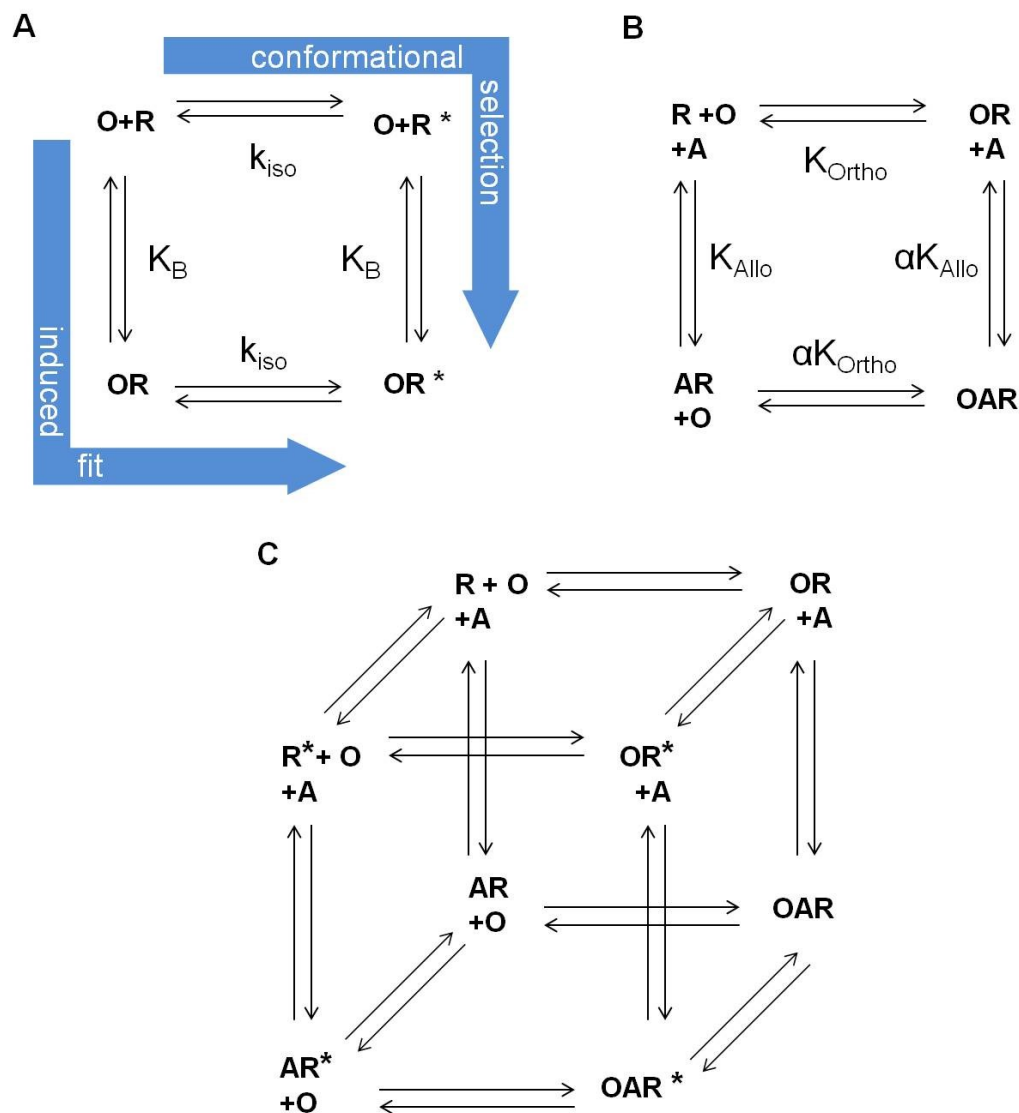 A
conformational
selection
O+R
O+R *
k_iso
K_B
K_B
k_iso
OR
OR *
induced
fit
B
R +O
+A
OR
+A
K_Ortho
K_Allo
αK_Allo
αK_Ortho
AR
+O
OAR
C
R + O
+A
OR
+A
R*+ O
+A
OR*
+A
AR
+O
OAR
AR*
+O
OAR *